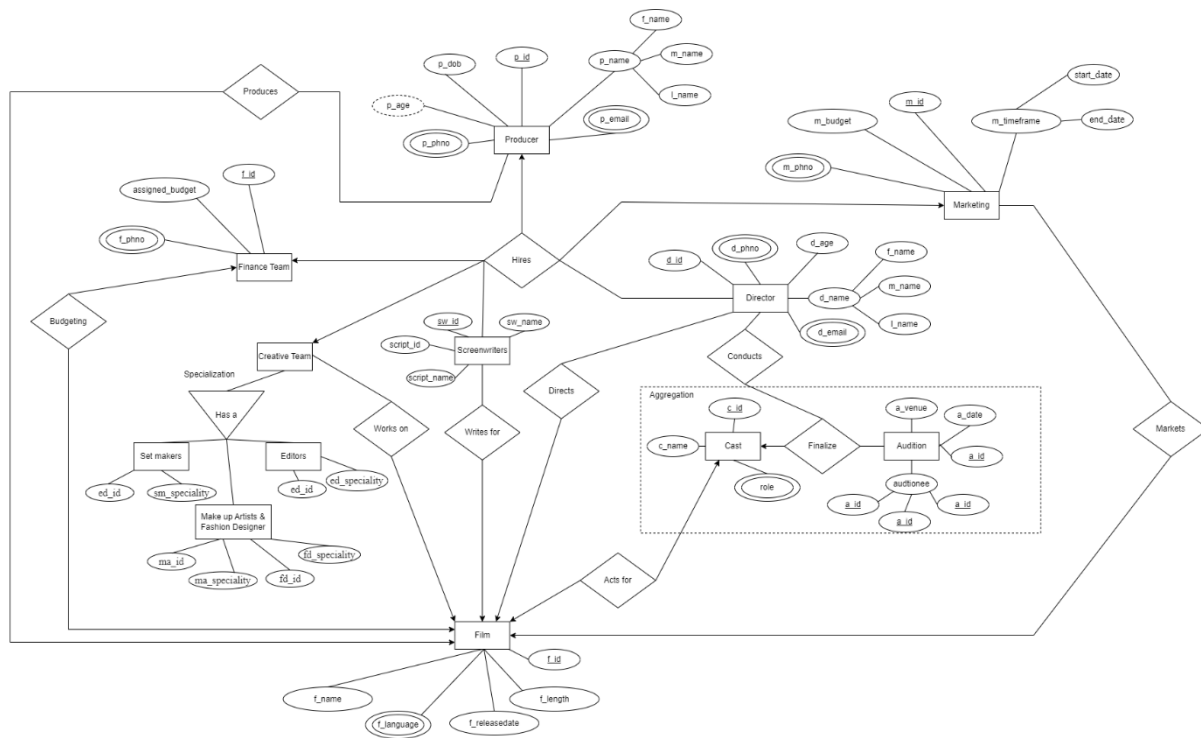 f_name
p_id
p_dob
p_name
m_name
start_date
Produces
m_id
p_age
l_name
m_budget
m_timeframe
end_date
p_email
Producer
p_phno
m_phno
f_id
assigned_budget
Marketing
f_phno
d_phno
d_age
f_name
Hires
d_id
Finance Team
m_name
Director
d_name
Budgeting
sw_id
sw_name
l_name
d_email
script_id
Screenwriters
Creative Team
Conducts
script_name
Specialization
Directs
Aggregation
c_id
a_venue
a_date
Has a
Works on
Writes for
Markets
c_name
Cast
Finalize
Audition
Set makers
Editors
a_id
ed_speciality
role
audtionee
ed_id
sm_speciality
ed_id
a_id
a_id
Make up Artists &
Fashion Designer
a_id
fd_speciality
ma_id
ma_speciality
fd_id
Acts for
Film
f_id
f_name
f_length
f_language
f_releasedate